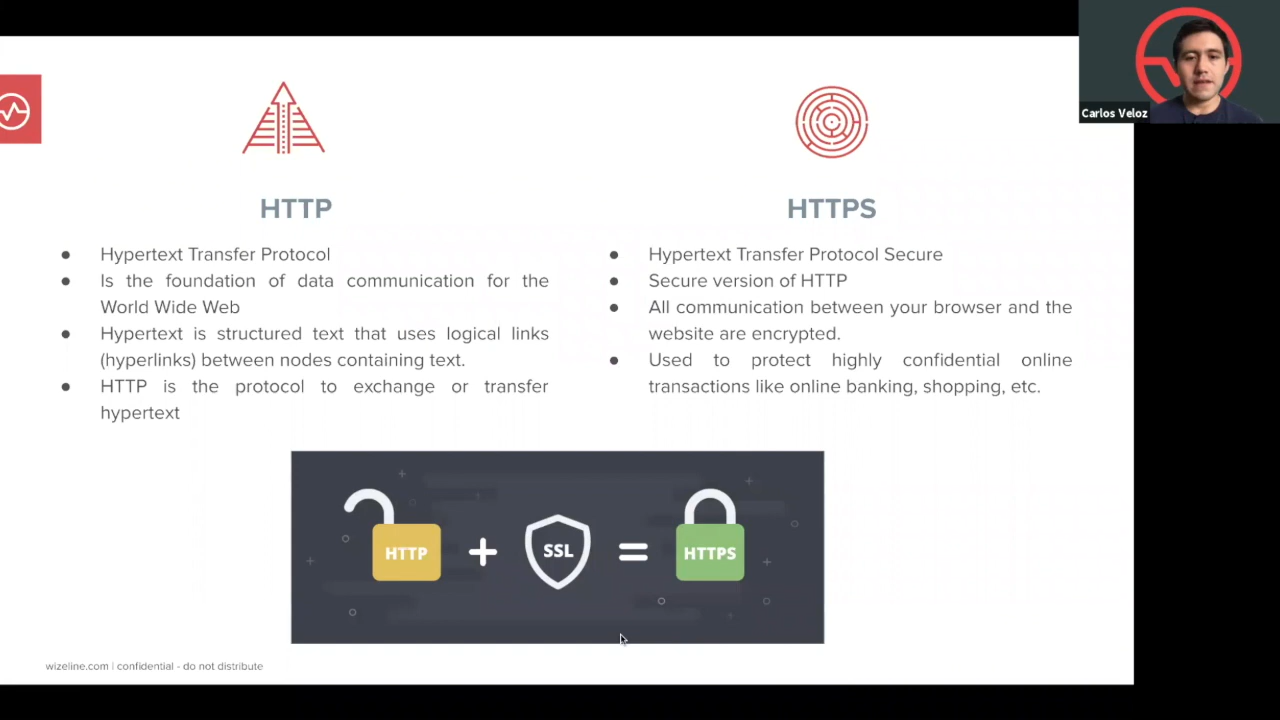 Carlos Veloz
HTTP
● Hypertext Transfer Protocol
● Is the foundation of data communication for the
World Wide Web
● Hypertext is structured text that uses logical links
(hyperlinks) between nodes containing text.
● HTTP is the protocol to exchange or transfer
hypertext
HTTPS
● Hypertext Transfer Protocol Secure
● Secure version of HTTP
● All communication between your browser and the
website are encrypted.
● Used to protect highly confidential online
transactions like online banking, shopping, etc.
HTTP + SSL = HTTPS
wizeline.com | confidential - do not distribute